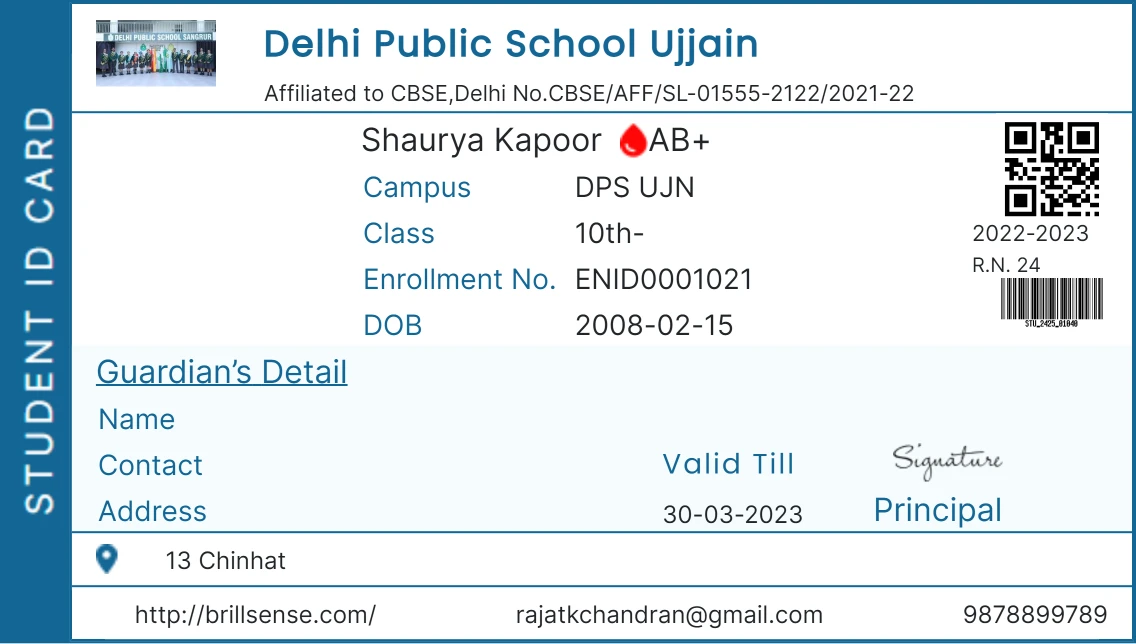 STUDENT ID CARD
DELHI PUBLIC SCHOOL SANGRUR
Delhi Public School Ujjain
Affiliated to CBSE,Delhi No.CBSE/AFF/SL-01555-2122/2021-22
Shaurya Kapoor AB+
Campus DPS UJN
Class 10th-
Enrollment No. ENID0001021
DOB 2008-02-15
2022-2023
R.N. 24
STU_2425_01040
Guardian’s Detail
Name
Contact
Address
Valid Till
30-03-2023
Signature
Principal
13 Chinhat
http://brillsense.com/ rajatkchandran@gmail.com 9878899789